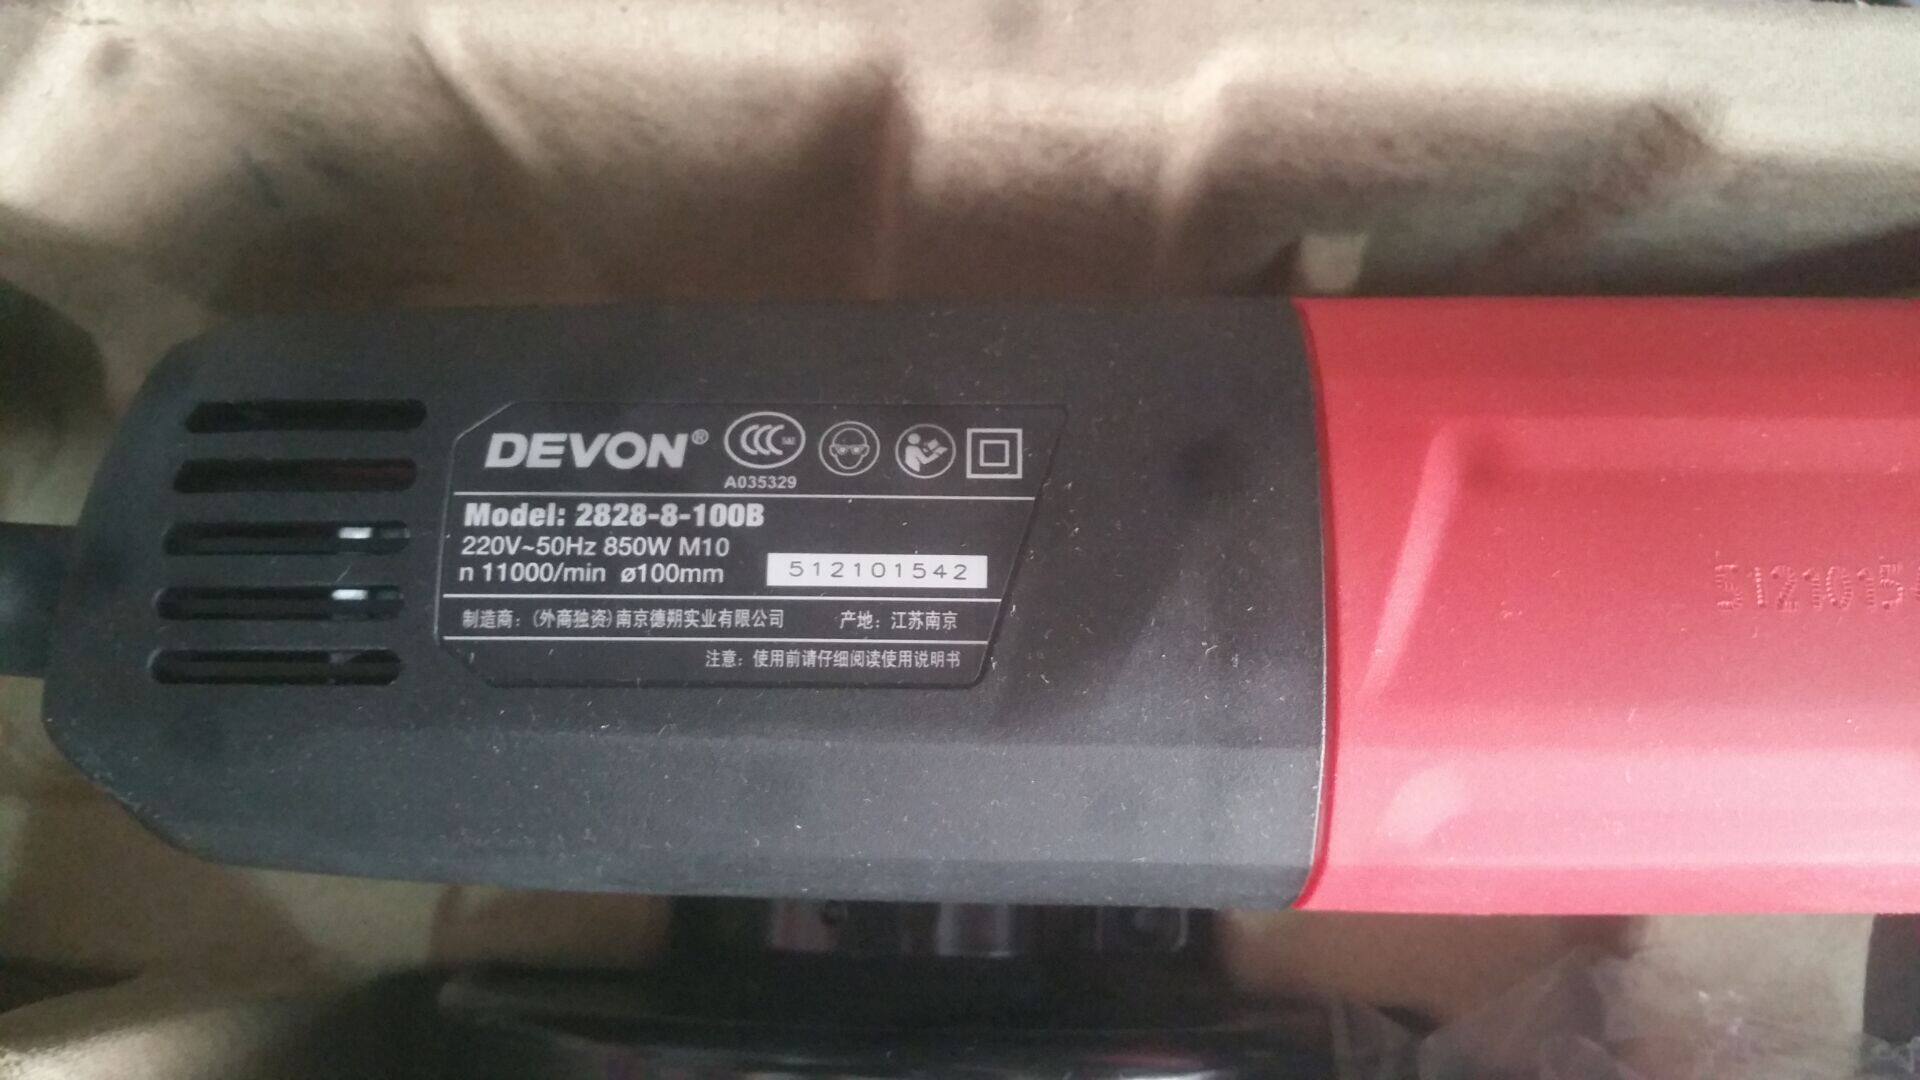 DEVON®
A035329
Model: 2828-8-100B
220V~50Hz 850W M10
n 11000/min ø100mm
512101542
制造商：(外商独资)南京德朔实业有限公司 产地：江苏南京
注意：使用前请仔细阅读使用说明书
5121015